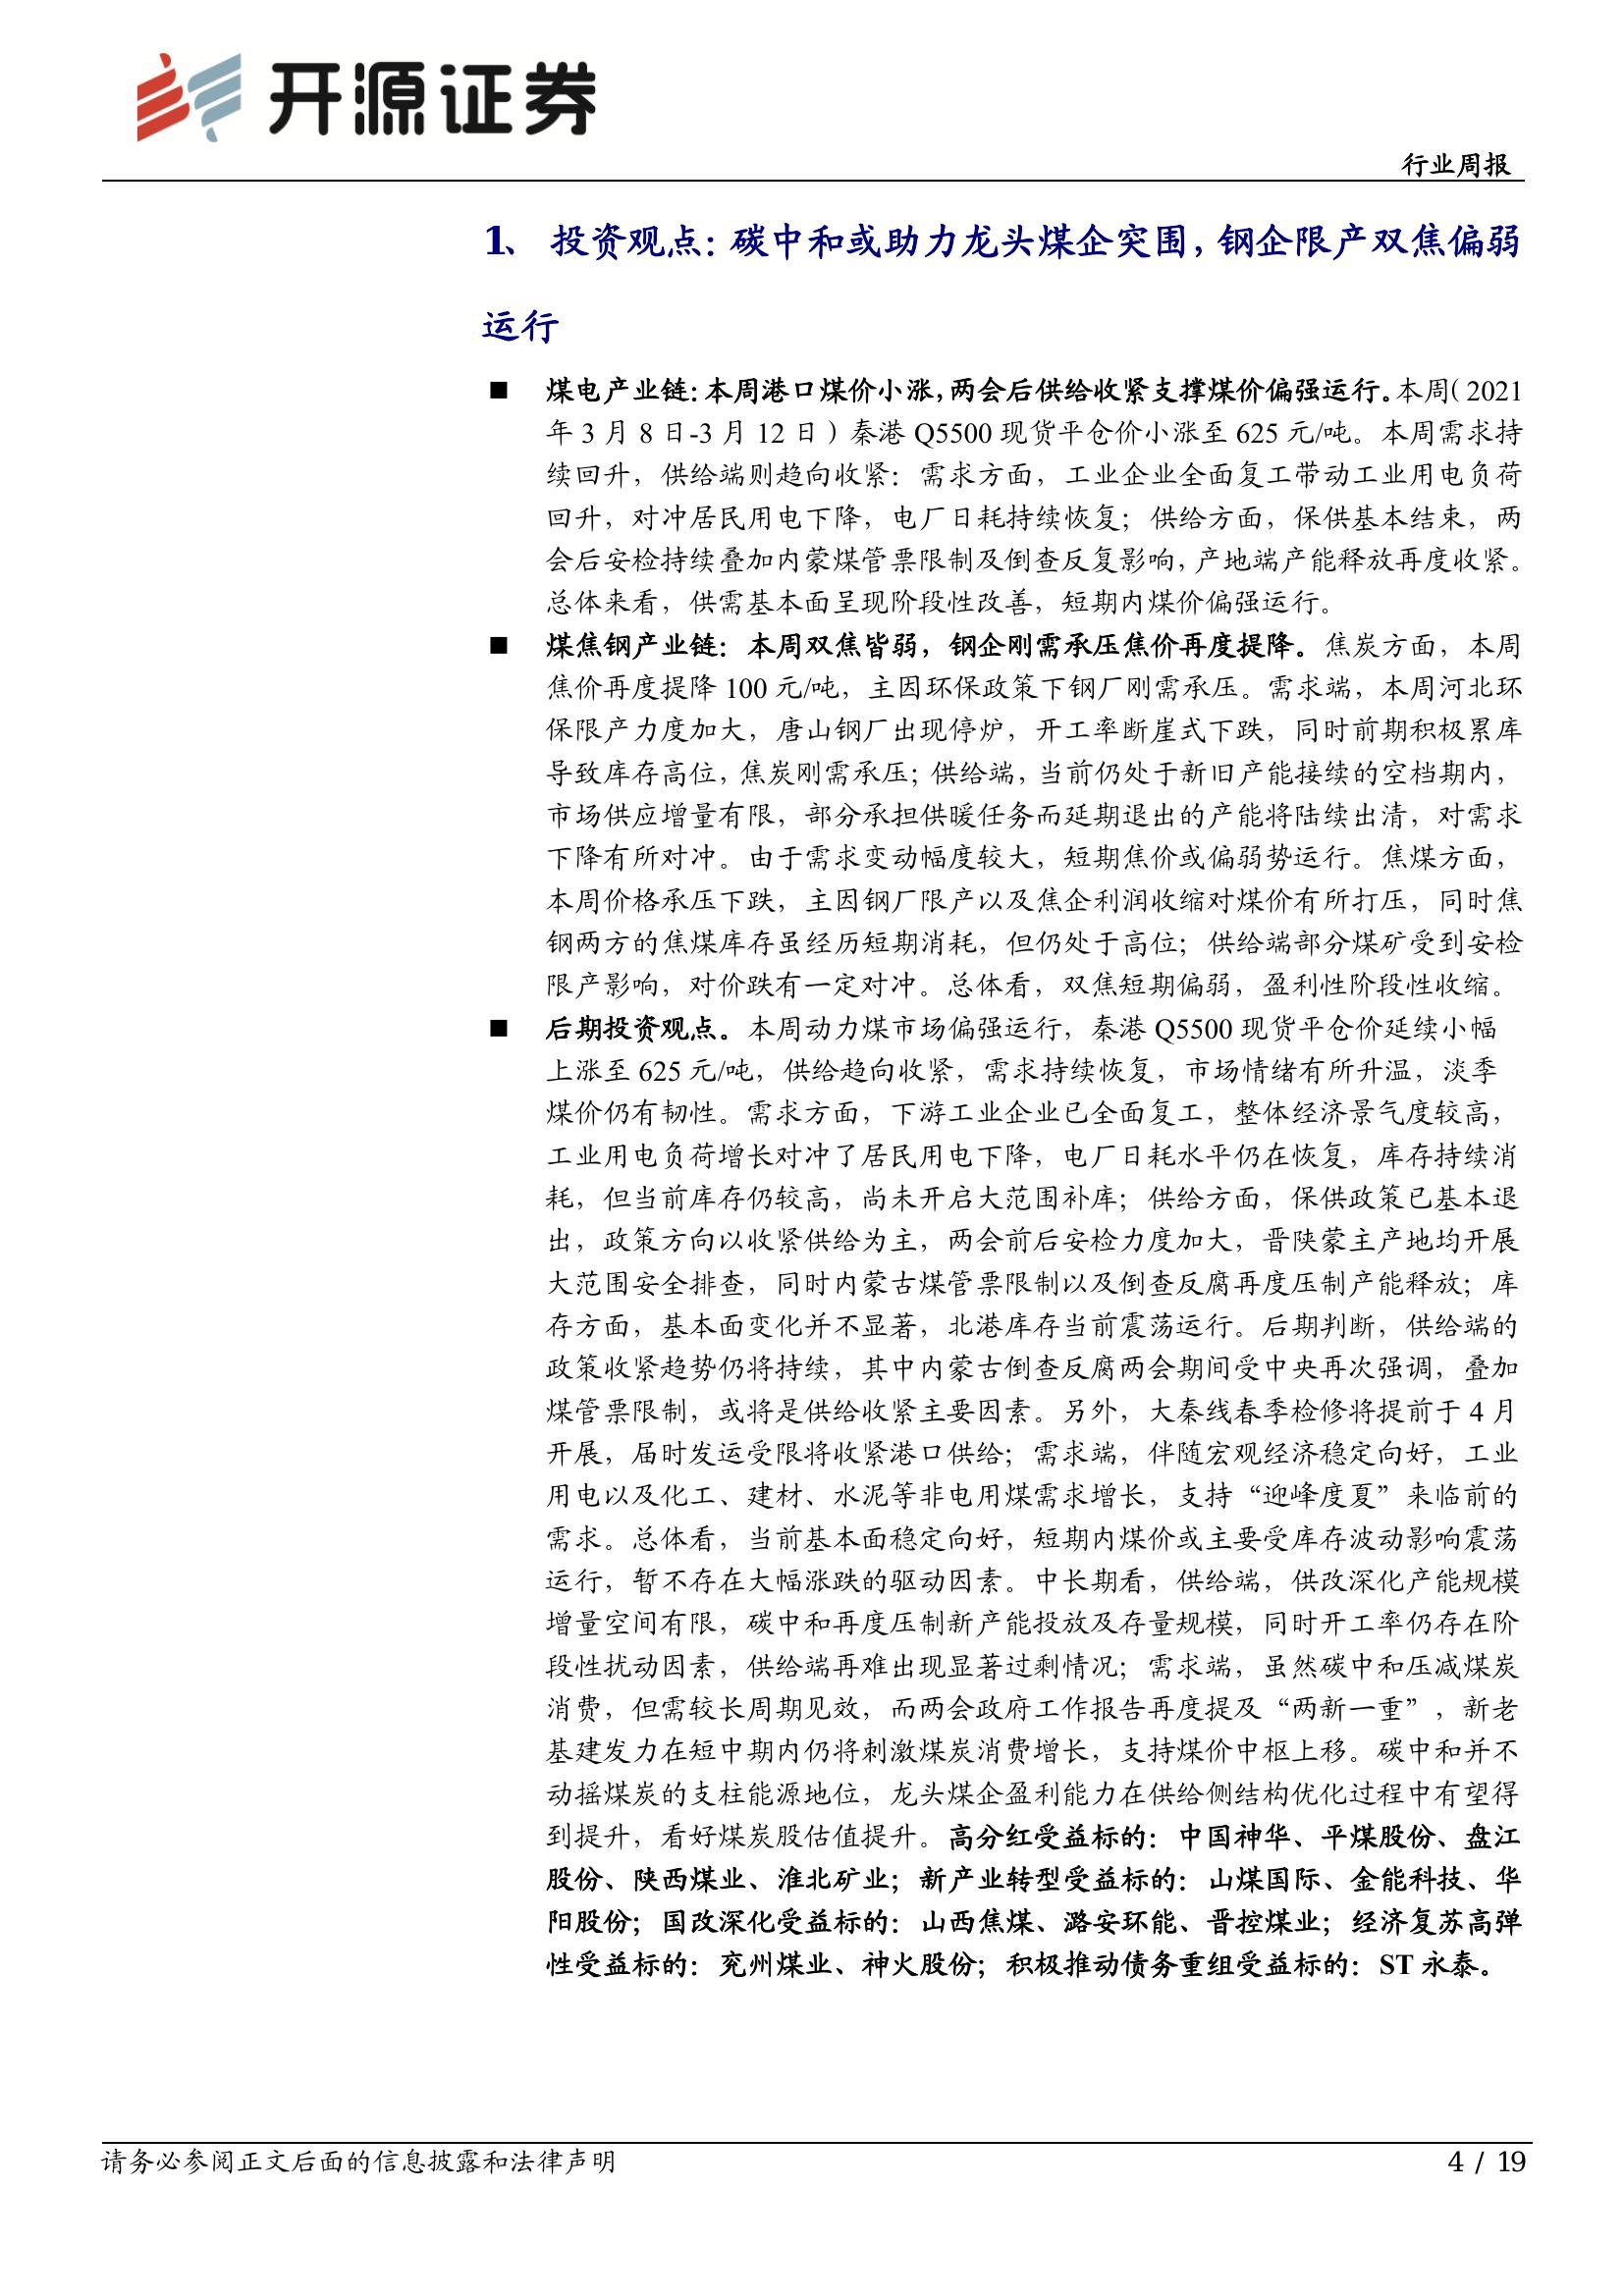 开源证券
行业周报
1、 投资观点：碳中和或助力龙头煤企突围，钢企限产双焦偏弱
运行
■ 煤电产业链：本周港口煤价小涨，两会后供给收紧支撑煤价偏强运行。本周（2021
年 3 月 8 日-3 月 12 日）秦港 Q5500 现货平仓价小涨至 625 元/吨。本周需求持
续回升，供给端则趋向收紧：需求方面，工业企业全面复工带动工业用电负荷
回升，对冲居民用电下降，电厂日耗持续恢复；供给方面，保供基本结束，两
会后安检持续叠加内蒙煤管票限制及倒查反复影响，产地端产能释放再度收紧。
总体来看，供需基本面呈现阶段性改善，短期内煤价偏强运行。
■ 煤焦钢产业链：本周双焦皆弱，钢企刚需承压焦价再度提降。焦炭方面，本周
焦价再度提降 100 元/吨，主因环保政策下钢厂刚需承压。需求端，本周河北环
保限产力度加大，唐山钢厂出现停炉，开工率断崖式下跌，同时前期积极累库
导致库存高位，焦炭刚需承压；供给端，当前仍处于新旧产能接续的空档期内，
市场供应增量有限，部分承担供暖任务而延期退出的产能将陆续出清，对需求
下降有所对冲。由于需求变动幅度较大，短期焦价或偏弱势运行。焦煤方面，
本周价格承压下跌，主因钢厂限产以及焦企利润收缩对煤价有所打压，同时焦
钢两方的焦煤库存虽经历短期消耗，但仍处于高位；供给端部分煤矿受到安检
限产影响，对价跌有一定对冲。总体看，双焦短期偏弱，盈利性阶段性收缩。
■ 后期投资观点。本周动力煤市场偏强运行，秦港 Q5500 现货平仓价延续小幅
上涨至 625 元/吨，供给趋向收紧，需求持续恢复，市场情绪有所升温，淡季
煤价仍有韧性。需求方面，下游工业企业已全面复工，整体经济景气度较高，
工业用电负荷增长对冲了居民用电下降，电厂日耗水平仍在恢复，库存持续消
耗，但当前库存仍较高，尚未开启大范围补库；供给方面，保供政策已基本退
出，政策方向以收紧供给为主，两会前后安检力度加大，晋陕蒙主产地均开展
大范围安全排查，同时内蒙古煤管票限制以及倒查反腐再度压制产能释放；库
存方面，基本面变化并不显著，北港库存当前震荡运行。后期判断，供给端的
政策收紧趋势仍将持续，其中内蒙古倒查反腐两会期间受中央再次强调，叠加
煤管票限制，或将是供给收紧主要因素。另外，大秦线春季检修将提前于 4 月
开展，届时发运受限将收紧港口供给；需求端，伴随宏观经济稳定向好，工业
用电以及化工、建材、水泥等非电用煤需求增长，支持“迎峰度夏”来临前的
需求。总体看，当前基本面稳定向好，短期内煤价或主要受库存波动影响震荡
运行，暂不存在大幅涨跌的驱动因素。中长期看，供给端，供改深化产能规模
增量空间有限，碳中和再度压制新产能投放及存量规模，同时开工率仍存在阶
段性扰动因素，供给端再难出现显著过剩情况；需求端，虽然碳中和压减煤炭
消费，但需较长周期见效，而两会政府工作报告再度提及“两新一重”，新老
基建发力在短中期内仍将刺激煤炭消费增长，支持煤价中枢上移。碳中和并不
动摇煤炭的支柱能源地位，龙头煤企盈利能力在供给侧结构优化过程中有望得
到提升，看好煤炭股估值提升。高分红受益标的：中国神华、平煤股份、盘江
股份、陕西煤业、淮北矿业；新产业转型受益标的：山煤国际、金能科技、华
阳股份；国改深化受益标的：山西焦煤、潞安环能、晋控煤业；经济复苏高弹
性受益标的：兖州煤业、神火股份；积极推动债务重组受益标的：ST 永泰。
请务必参阅正文后面的信息披露和法律声明
4 / 19